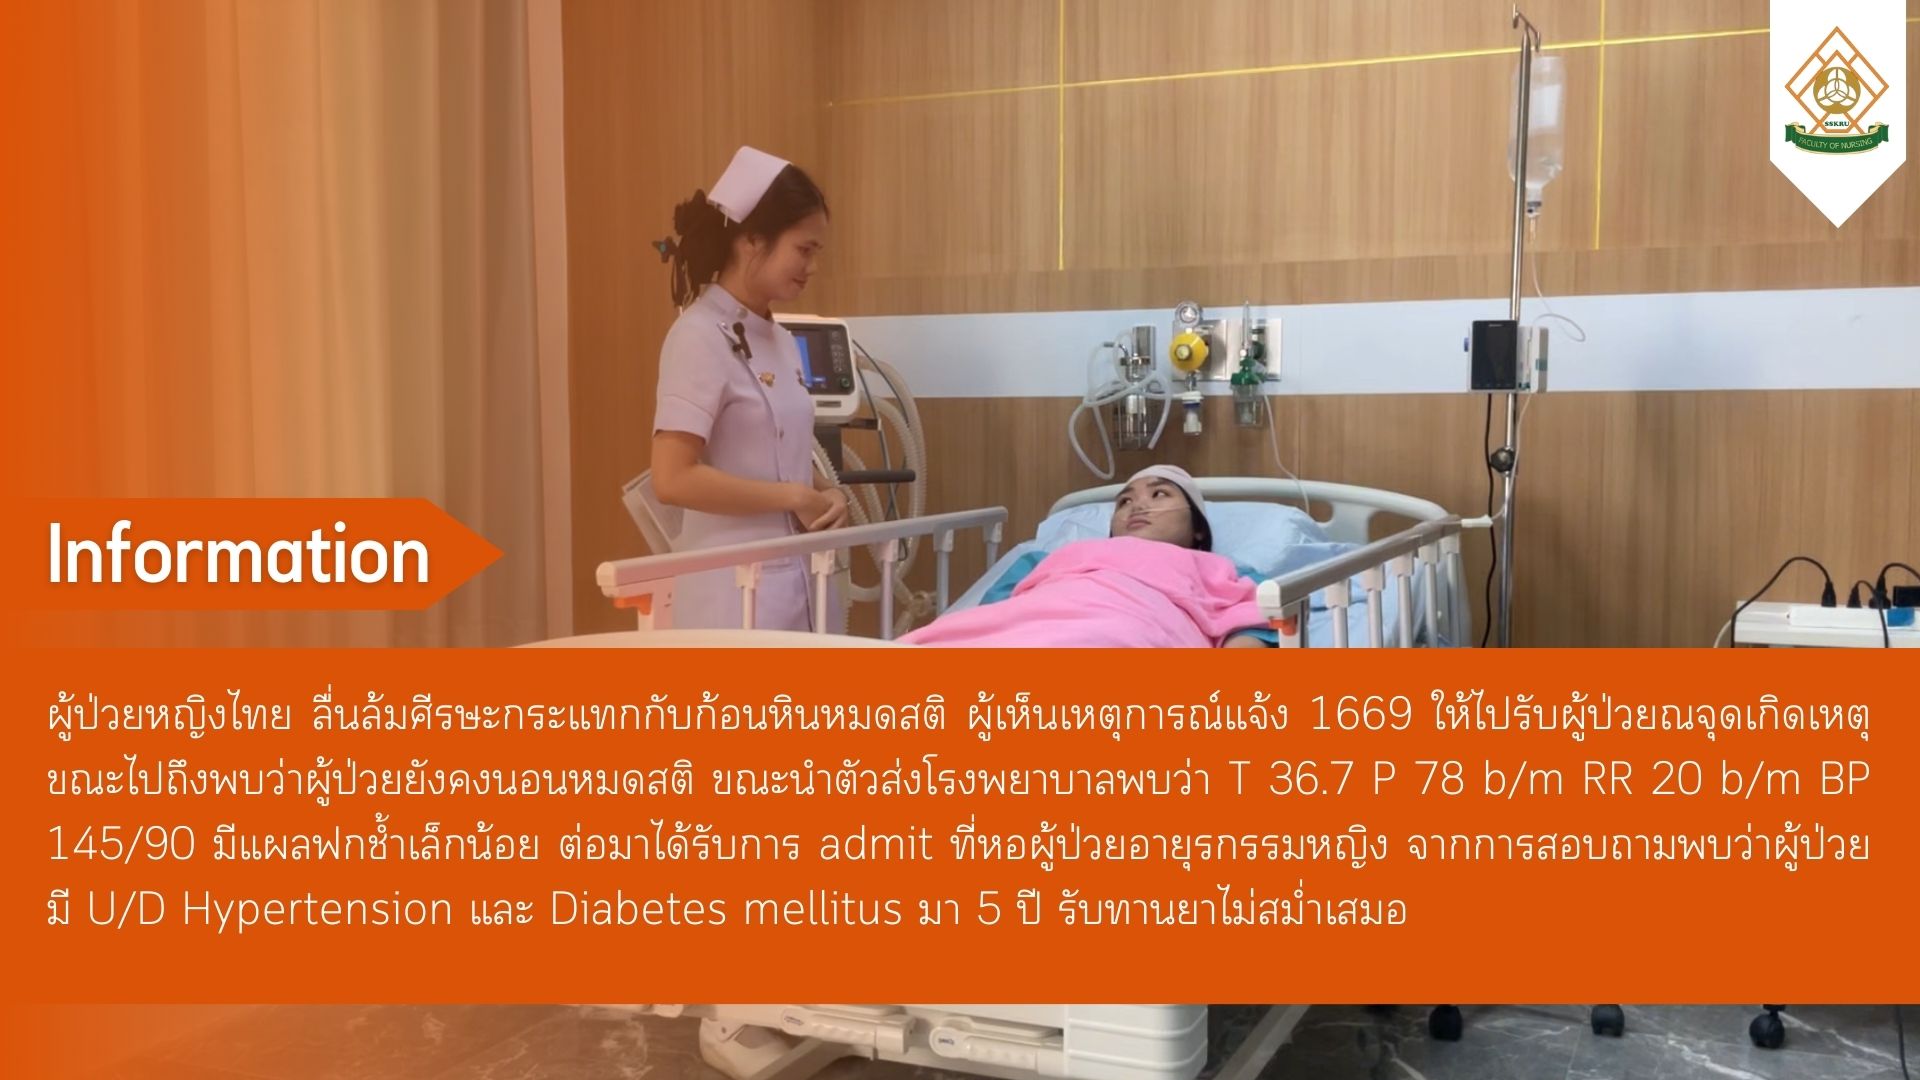 SSKRU
FACULTY OF NURSING
Information
ผู้ป่วยหญิงไทย ลื่นล้มศีรษะกระแทกกับก้อนหินหมดสติ ผู้เห็นเหตุการณ์แจ้ง 1669 ให้ไปรับผู้ป่วยณจุดเกิดเหตุ
ขณะไปถึงพบว่าผู้ป่วยยังคงนอนหมดสติ ขณะนำตัวส่งโรงพยาบาลพบว่า T 36.7 P 78 b/m RR 20 b/m BP
145/90 มีแผลฟกช้ำเล็กน้อย ต่อมาได้รับการ admit ที่หอผู้ป่วยอายุรกรรมหญิง จากการสอบถามพบว่าผู้ป่วย
มี U/D Hypertension และ Diabetes mellitus มา 5 ปี รับทานยาไม่สม่ำเสมอ